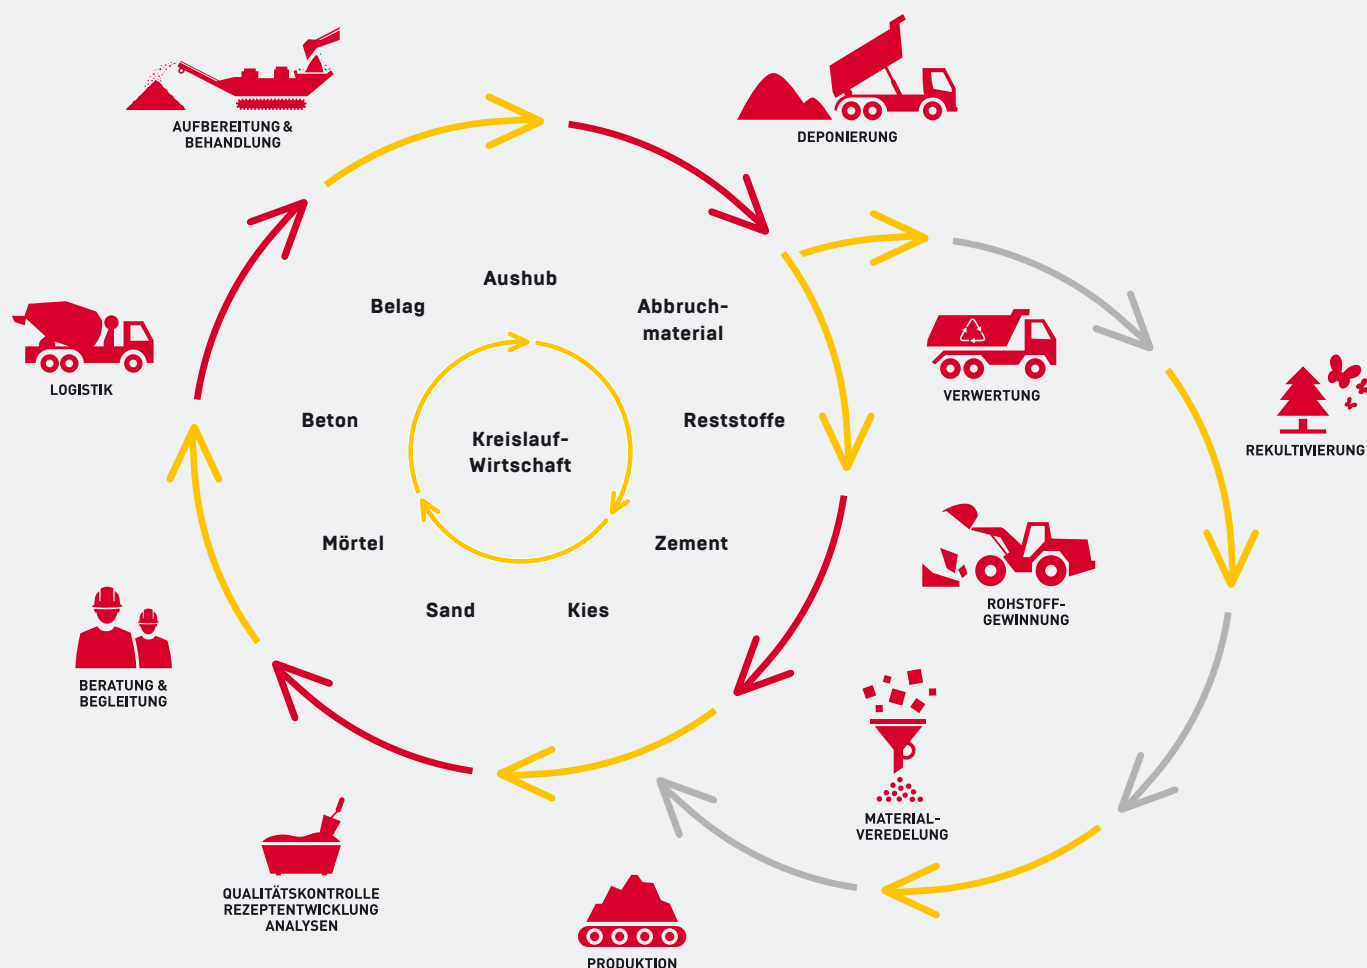 AUFBEREITUNG &
BEHANDLUNG
DEPONIERUNG
LOGISTIK
VERWERTUNG
REKULTIVIERUNG
Aushub
Belag
Abbruch-
material
Beton
Reststoffe
Kreislauf-
Wirtschaft
Mörtel
Zement
Sand
Kies
ROHSTOFF-
GEWINNUNG
BERATUNG &
BEGLEITUNG
MATERIAL-
VEREDELUNG
QUALITÄTSKONTROLLE
REZEPTENTWICKLUNG
ANALYSEN
PRODUKTION